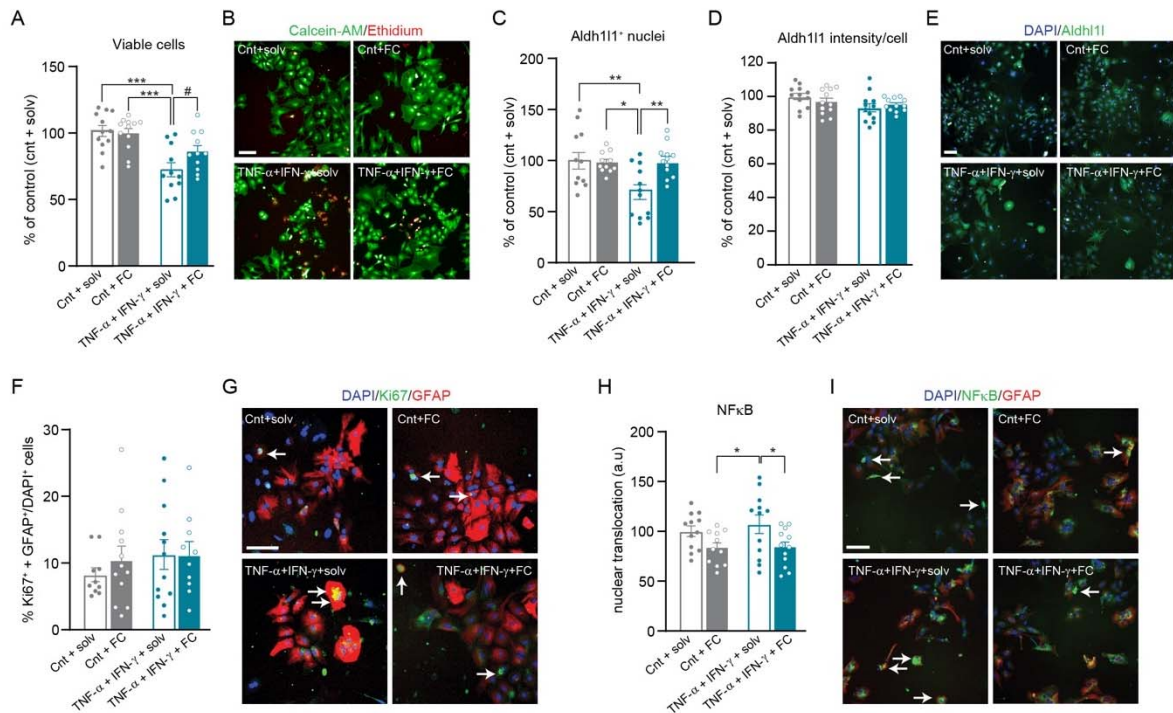 A
Viable cells
***
***
#
% of control (cnt + solv)
150
100
50
0
Cnt + solv
Cnt + FC
TNF-α + IFN-γ + solv
TNF-α + IFN-γ + FC
B
Calcein-AM/Ethidium
Cnt+solv
Cnt+FC
TNF-α+IFN-γ+solv
TNF-α+IFN-γ+FC
C
Aldh1l1⁺ nuclei
**
*
**
% of control (cnt + solv)
200
150
100
50
0
Cnt + solv
Cnt + FC
TNF-α + IFN-γ + solv
TNF-α + IFN-γ + FC
D
Aldh1l1 intensity/cell
% of control (cnt + solv)
120
100
80
60
40
20
0
Cnt + solv
Cnt + FC
TNF-α + IFN-γ + solv
TNF-α + IFN-γ + FC
E
DAPI/Aldhl1l
Cnt+solv
Cnt+FC
TNF-α+IFN-γ+solv
TNF-α+IFN-γ+FC
F
% Ki67⁺ + GFAP⁺/DAPI⁺ cells
30
20
10
0
Cnt + solv
Cnt + FC
TNF-α + IFN-γ + solv
TNF-α + IFN-γ + FC
G
DAPI/Ki67/GFAP
Cnt+solv
Cnt+FC
TNF-α+IFN-γ+solv
TNF-α+IFN-γ+FC
H
NFκB
*
*
nuclear translocation (a.u)
200
150
100
50
0
Cnt + solv
Cnt + FC
TNF-α + IFN-γ + solv
TNF-α + IFN-γ + FC
I
DAPI/NFκB/GFAP
Cnt+solv
Cnt+FC
TNF-α+IFN-γ+solv
TNF-α+IFN-γ+FC